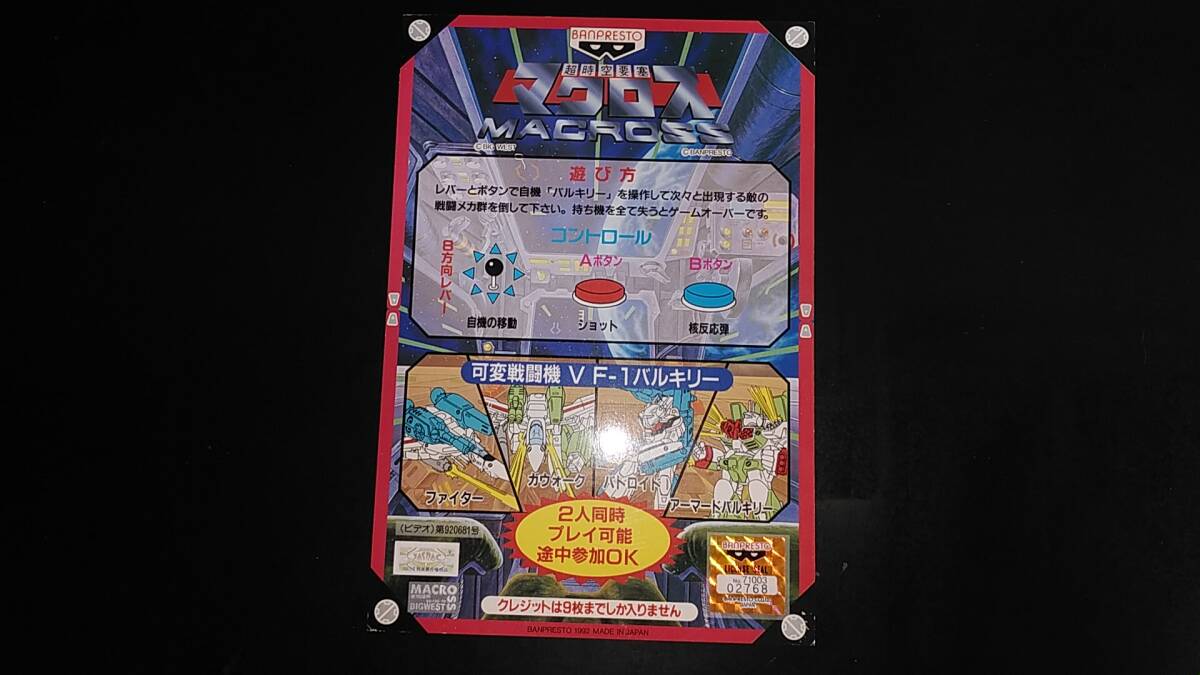 BANPRESTO
超時空要塞
マクロス
MACROSS
©BIG WEST
©BANPRESTO
遊び方
レバーとボタンで自機「バルキリー」を操作して次々と出現する敵の
戦闘メカ群を倒して下さい。持ち機を全て失うとゲームオーバーです。
コントロール
8方向レバー
自機の移動
Aボタン
ショット
Bボタン
核反応弾
可変戦闘機 VF-1バルキリー
ファイター
ガウォーク
バトロイド
アーマードバルキリー
2人同時
プレイ可能
途中参加OK
(ビデオ)第920681号
MACROSS
BIGWEST
BANPRESTO
LICENSE SEAL
No.71003
02768
JAPAN
クレジットは9枚までしか入りません
BANPRESTO 1992 MADE IN JAPAN